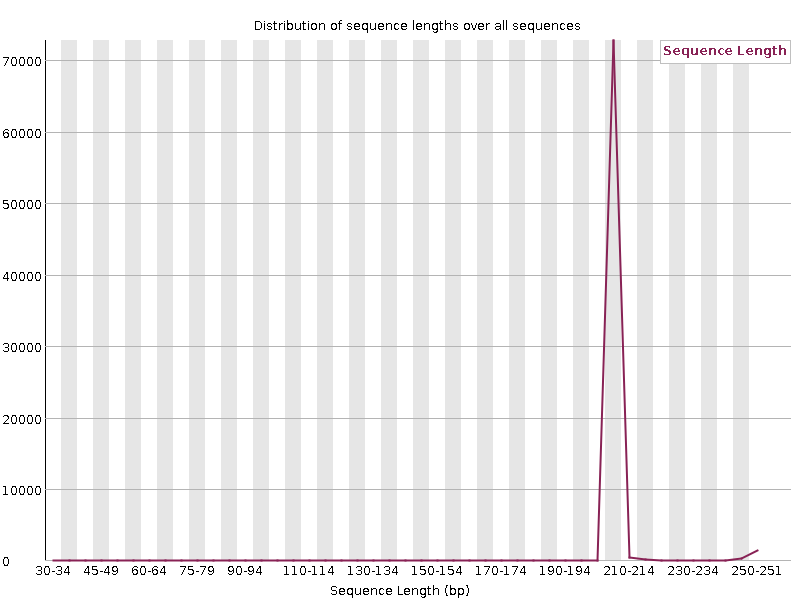 Distribution of sequence lengths over all sequences
Sequence Length
70000
60000
50000
40000
30000
20000
10000
0
30-34 45-49 60-64 75-79 90-94 110-114 130-134 150-154 170-174 190-194 210-214 230-234 250-251
Sequence Length (bp)